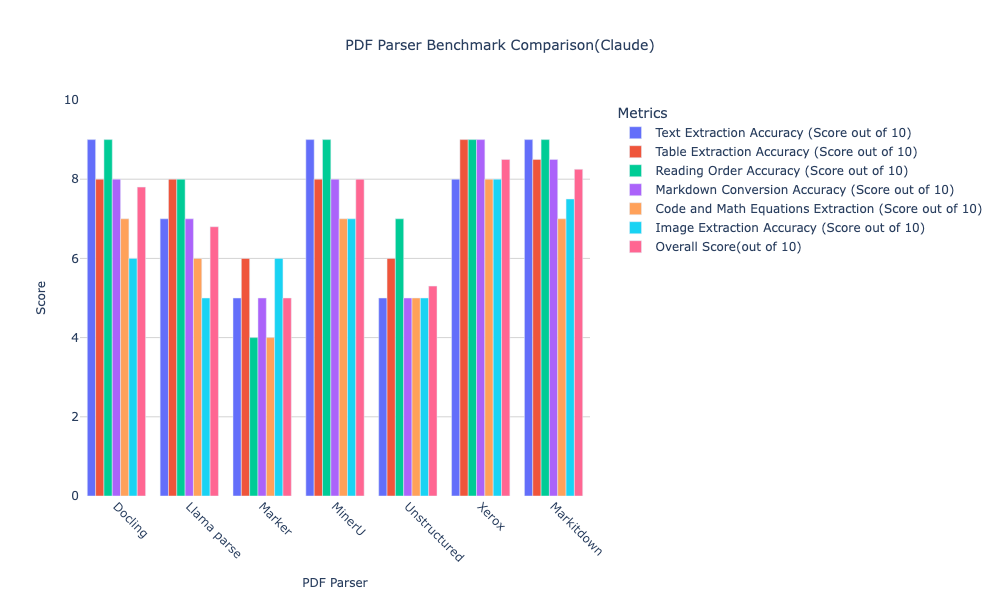 PDF Parser Benchmark Comparison(Claude)
10
8
6
4
2
0
Score
Docling
Llama parse
Marker
MinerU
Unstructured
Xerox
Markitdown
PDF Parser
Metrics
Text Extraction Accuracy (Score out of 10)
Table Extraction Accuracy (Score out of 10)
Reading Order Accuracy (Score out of 10)
Markdown Conversion Accuracy (Score out of 10)
Code and Math Equations Extraction (Score out of 10)
Image Extraction Accuracy (Score out of 10)
Overall Score(out of 10)